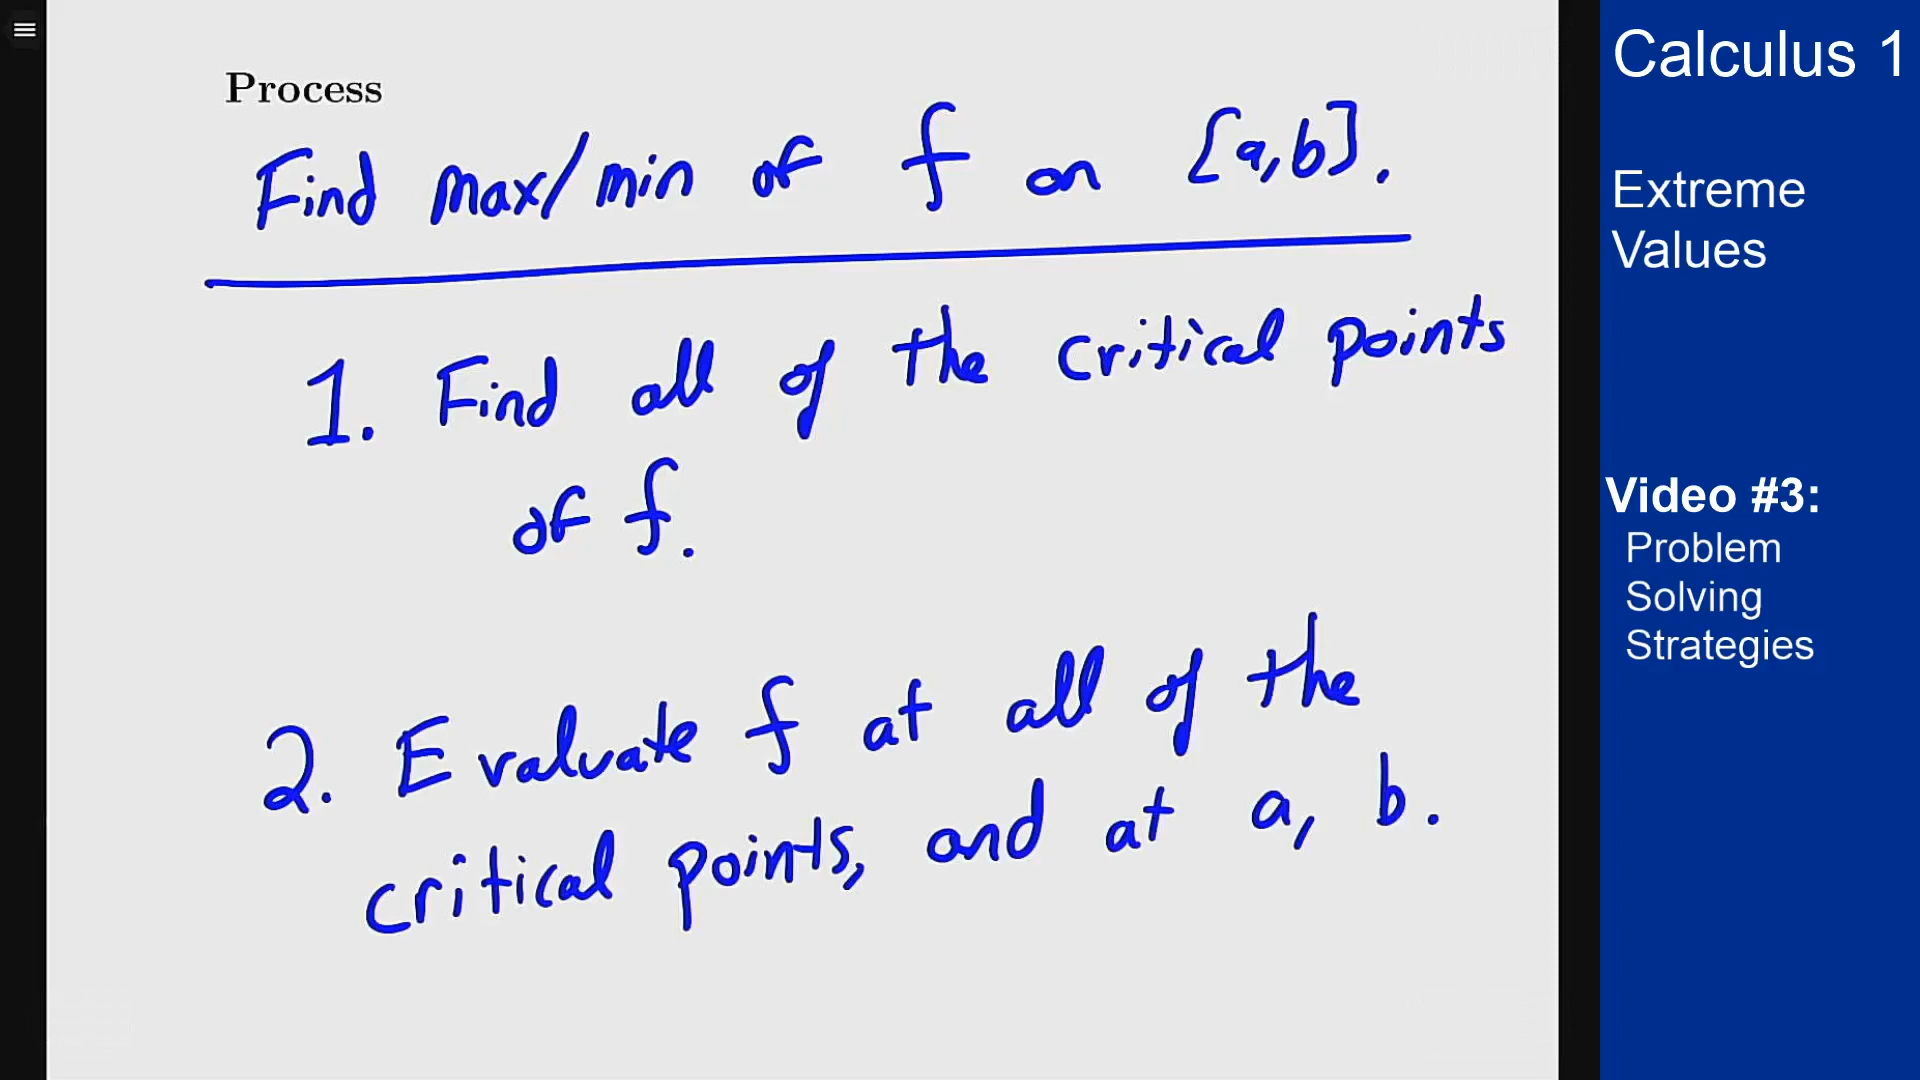 Process
Find max/min of f on [a,b].
1. Find all of the critical points
of f.
2. Evaluate f at all of the
critical points, and at a, b.
Calculus 1
Extreme
Values
Video #3:
Problem
Solving
Strategies